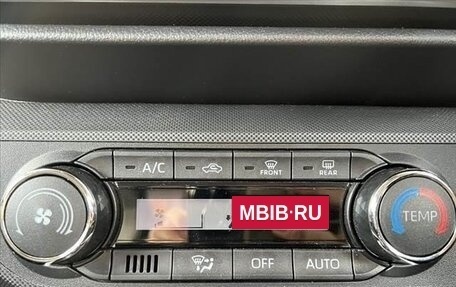 A/C
FRONT
REAR
MBIB·RU
TEMP
OFF
AUTO